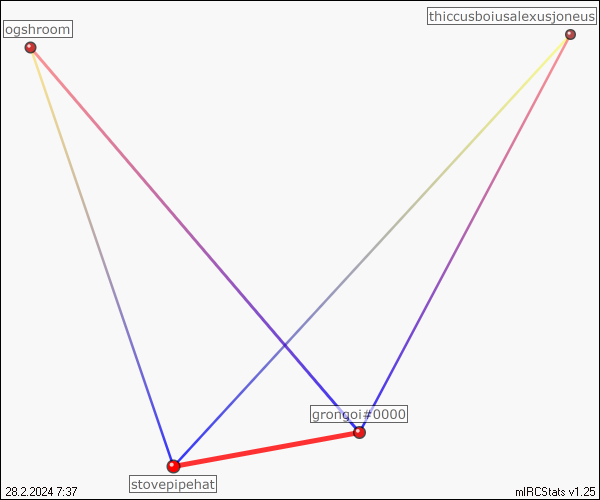 thiccusboiusalexusjoneus
ogshroom
grongoi#0000
stovepipehat
28.2.2024 7:37
mIRCStats v1.25